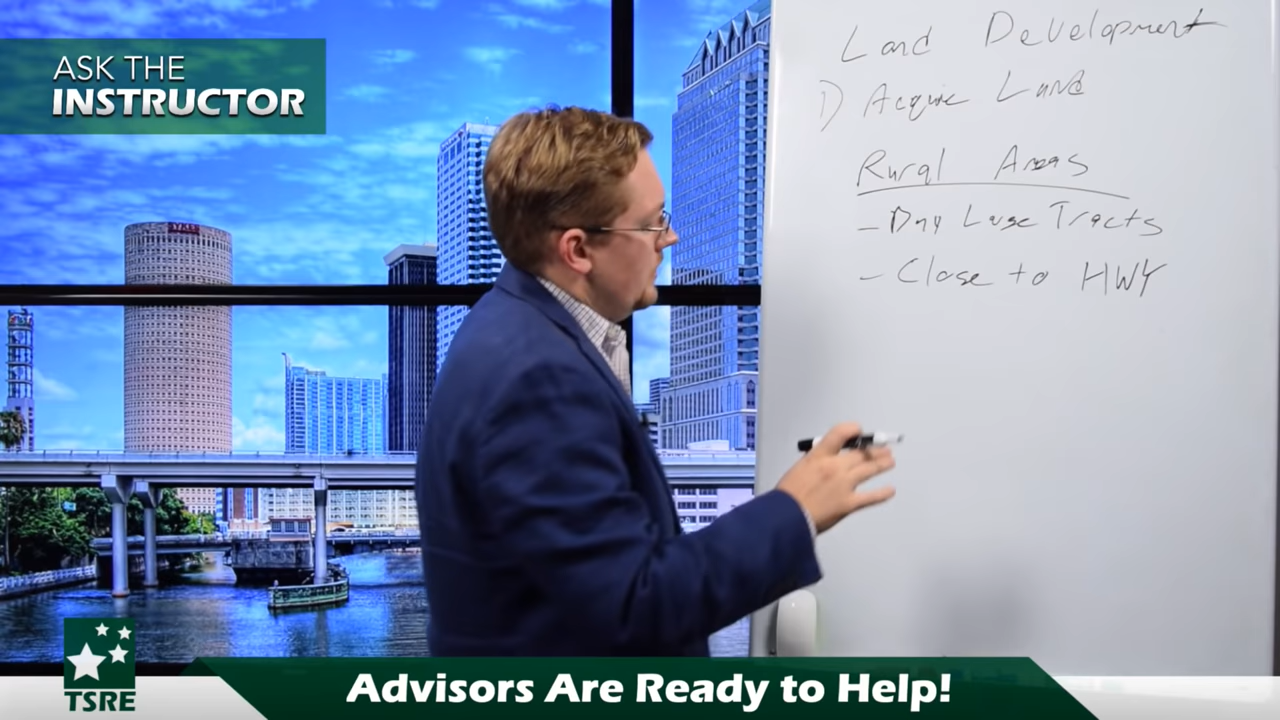 ASK THE
INSTRUCTOR
Land Development
1) Acquire Land
Rural Areas
- Large Tracts
- Close to HWY
TSRE
Advisors Are Ready to Help!